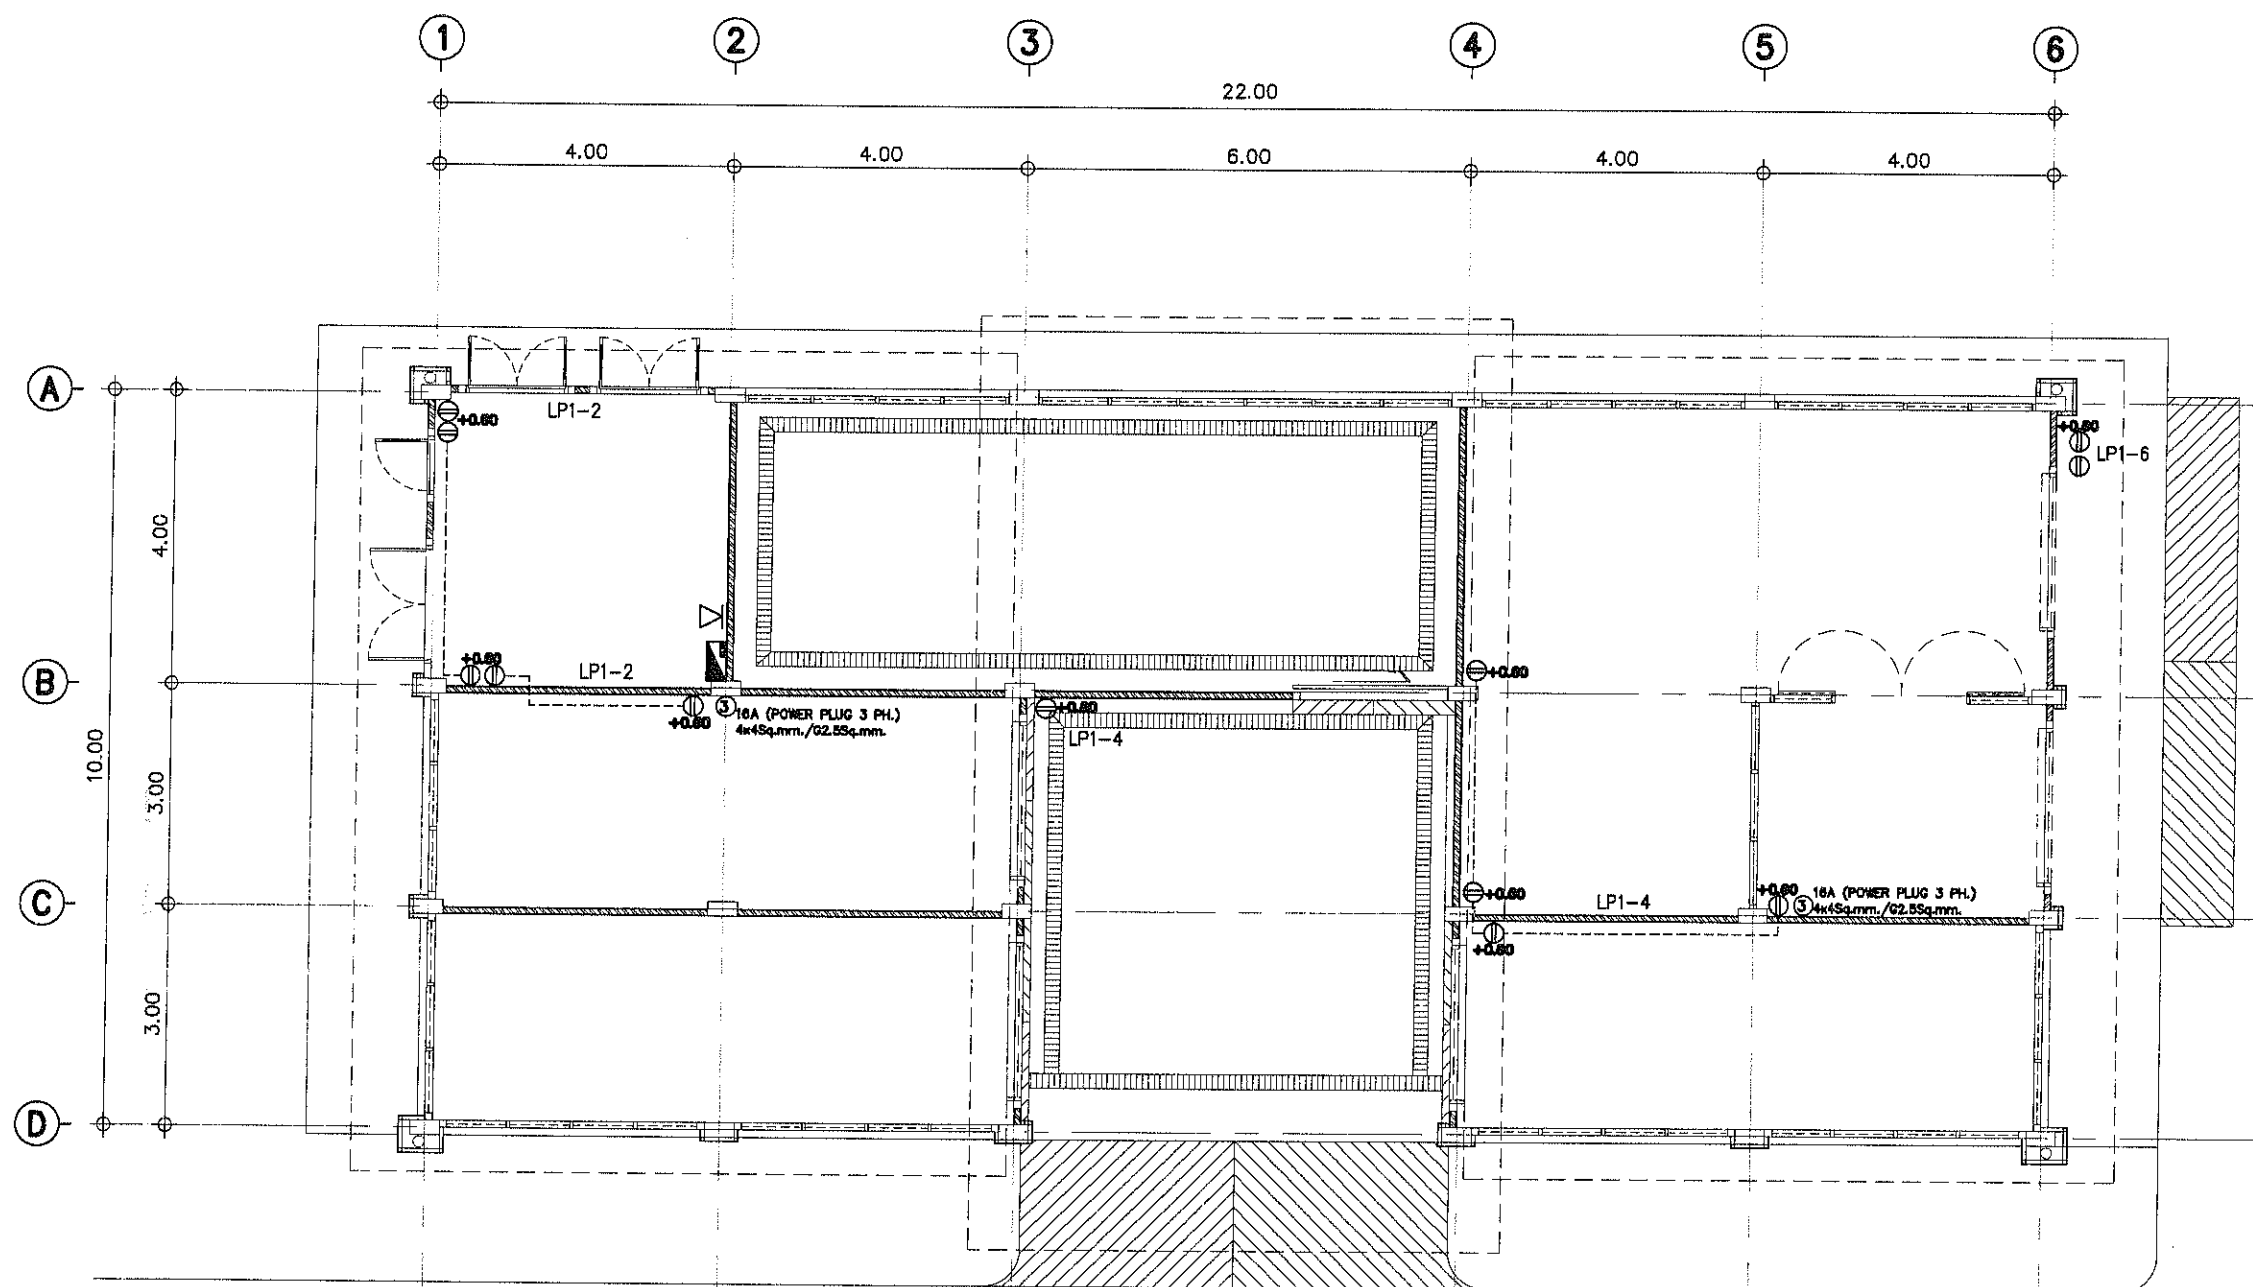 1 2 3 4 5 6
22.00
4.00 4.00 6.00 4.00 4.00
A
LP1-2
+0.60
+0.60
LP1-6
4.00
B
+0.60
LP1-2
+0.60
+0.60
3 16A (POWER PLUG 3 PH.)
4x4Sq.mm./G2.5Sq.mm.
+0.60
LP1-4
10.00
3.00
C
+0.60
LP1-4
+0.60
3 16A (POWER PLUG 3 PH.)
4x4Sq.mm./G2.5Sq.mm.
+0.60
3.00
D